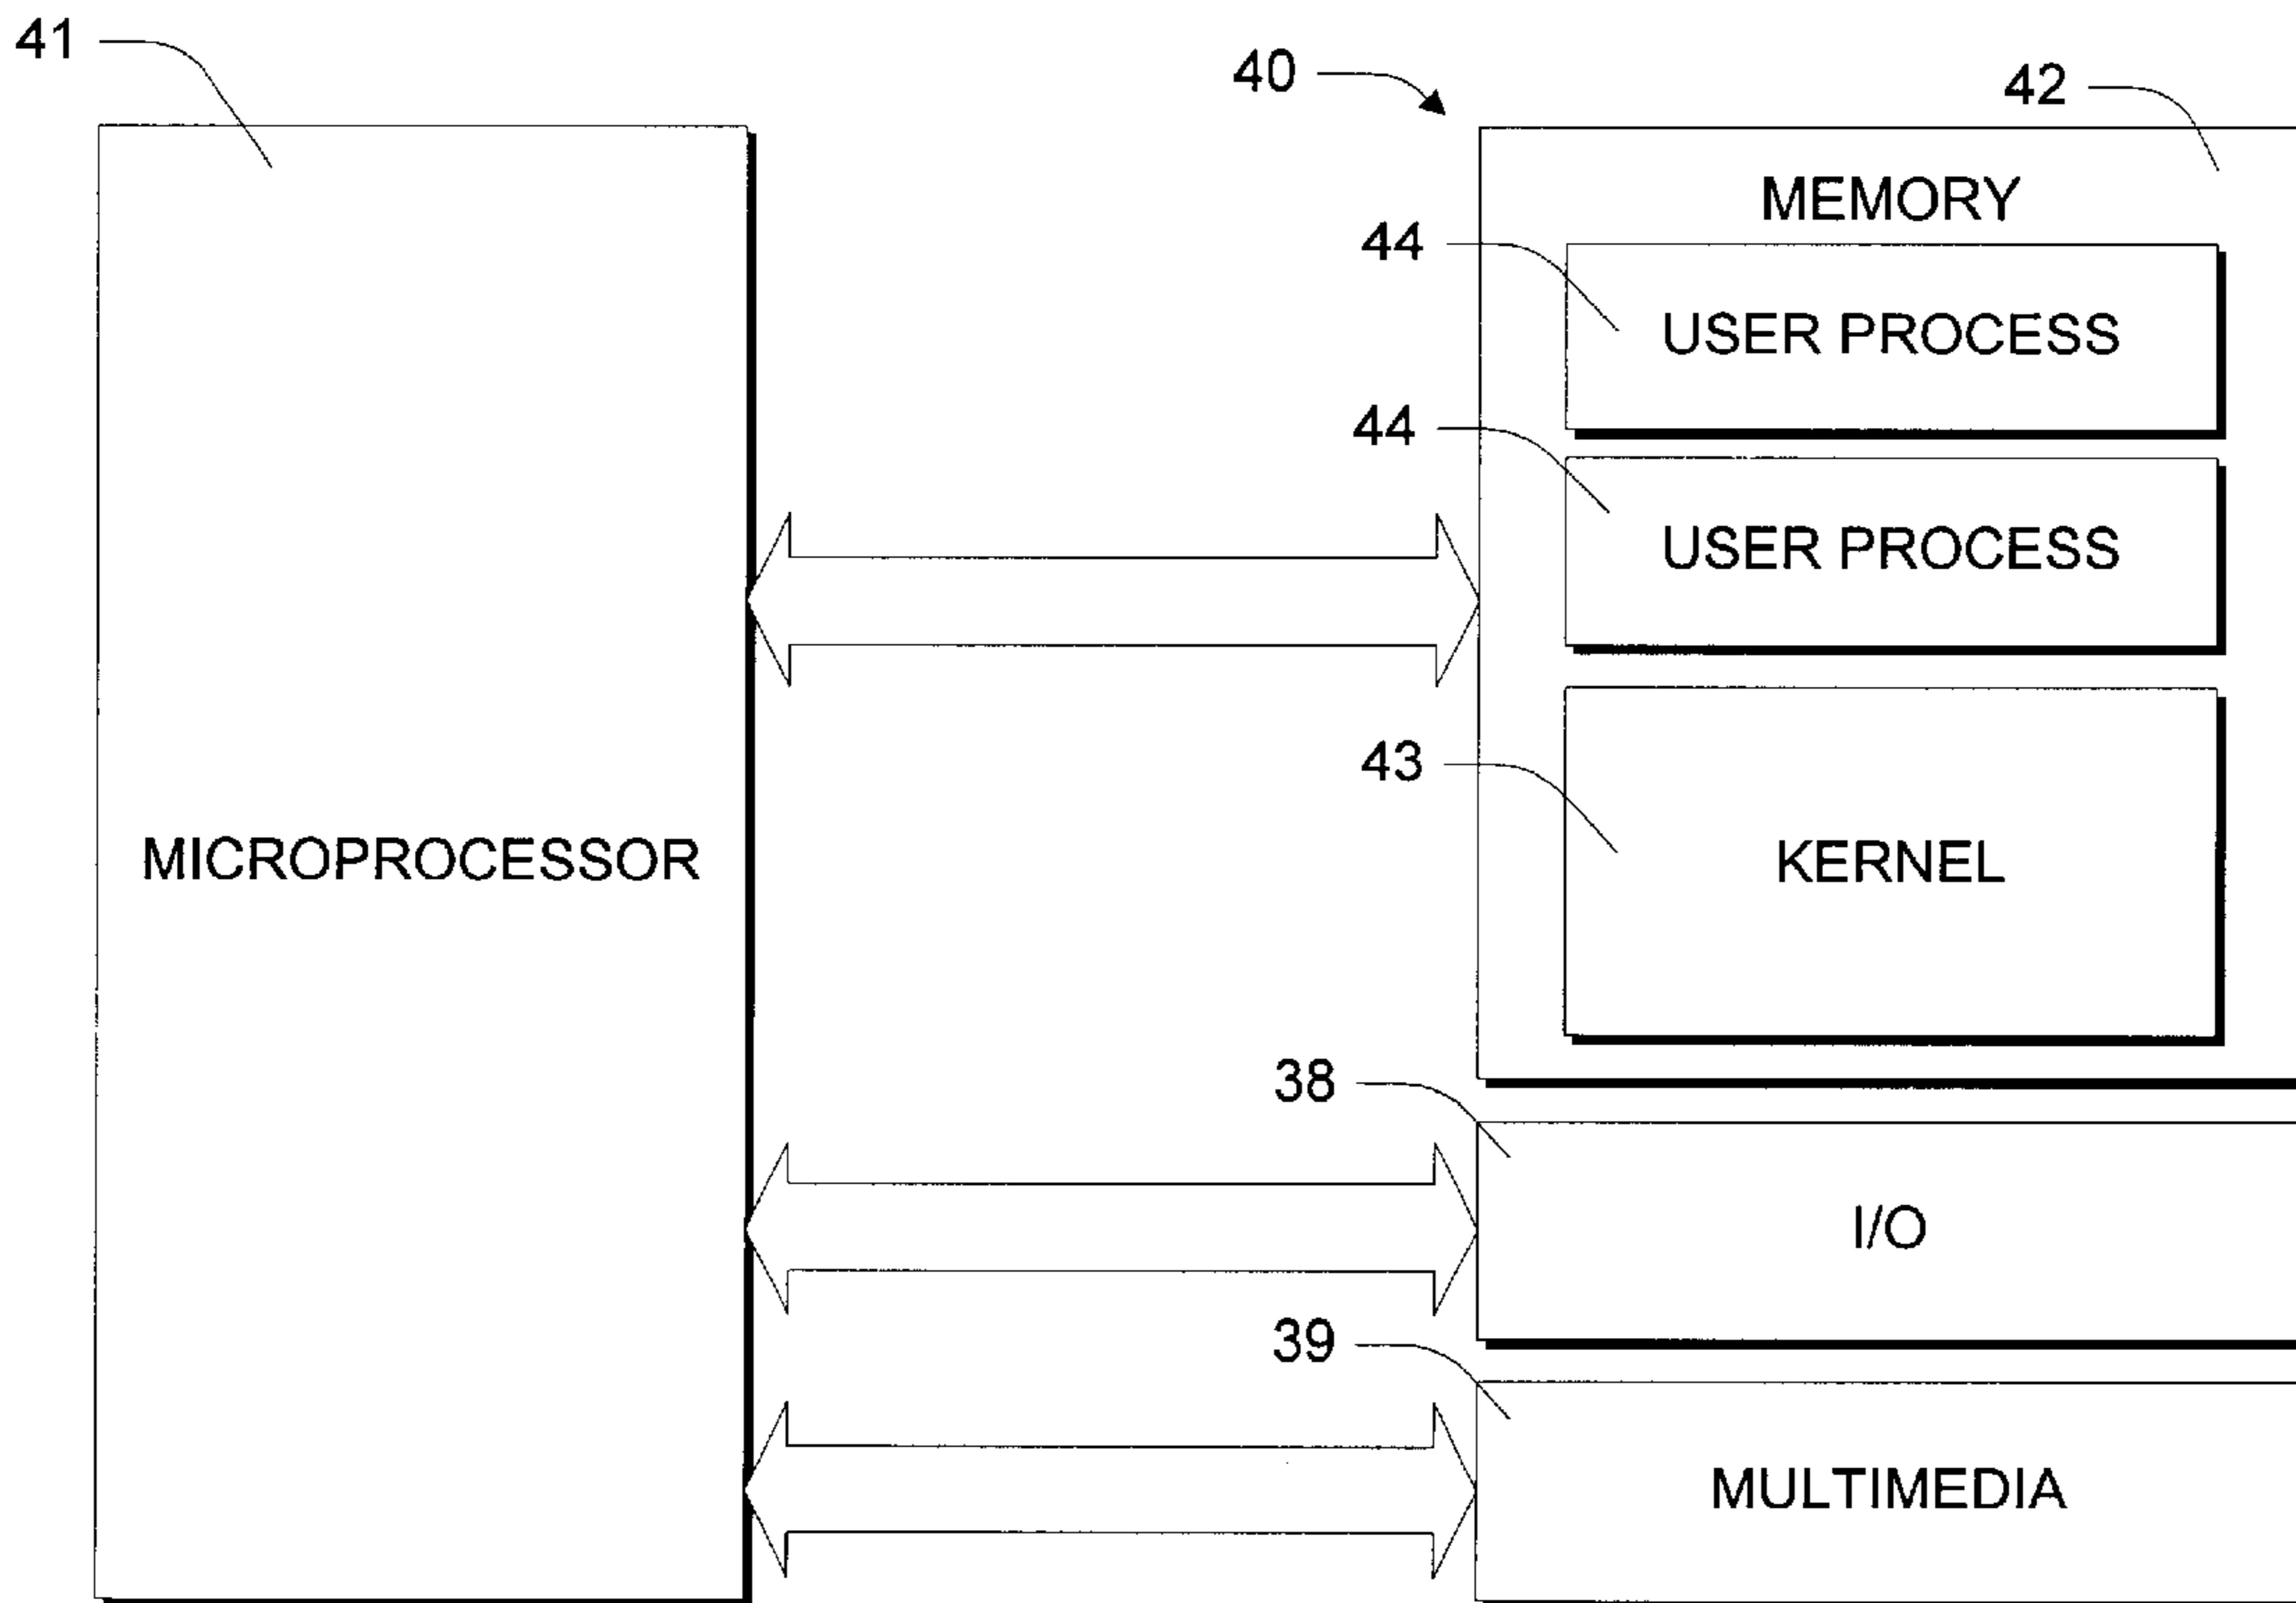 41
40
42
MEMORY
44
USER PROCESS
44
USER PROCESS
43
MICROPROCESSOR
KERNEL
38
I/O
39
MULTIMEDIA